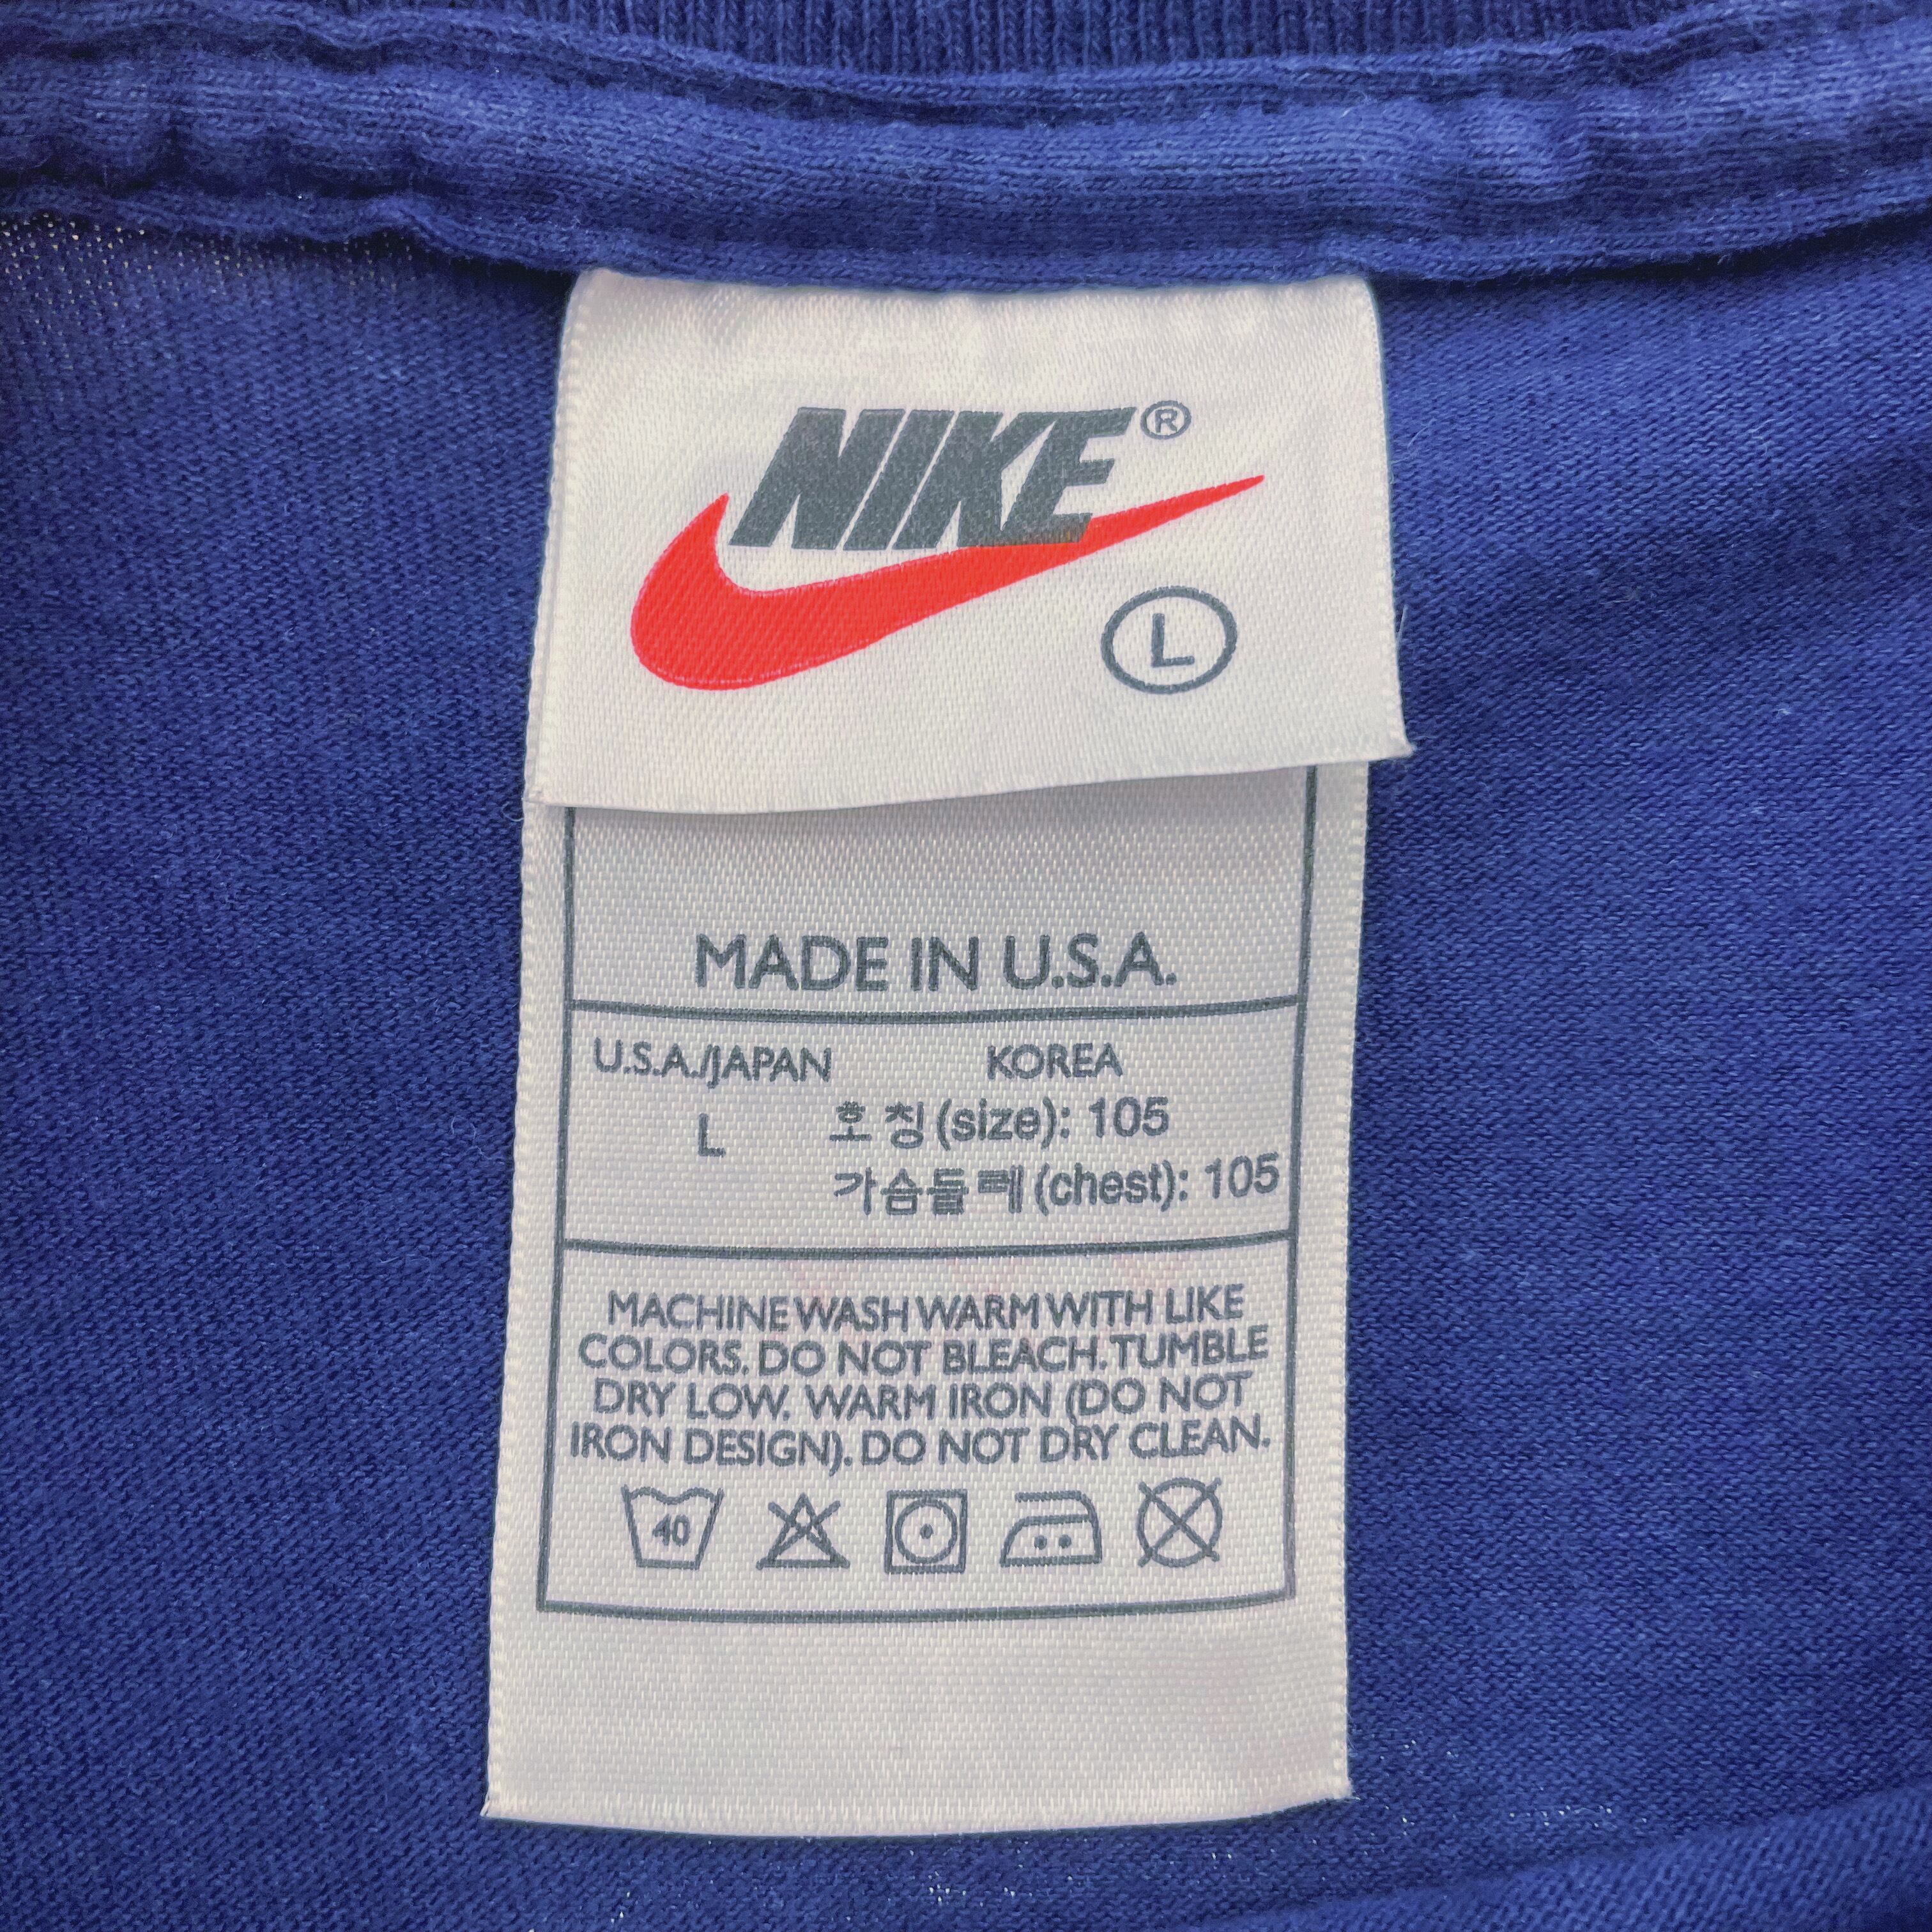 NIKE®
L
MADE IN U.S.A.
U.S.A./JAPAN KOREA
L 호칭 (size): 105
가슴둘레 (chest): 105
MACHINE WASH WARM WITH LIKE
COLORS. DO NOT BLEACH. TUMBLE
DRY LOW. WARM IRON (DO NOT
IRON DESIGN). DO NOT DRY CLEAN.
40